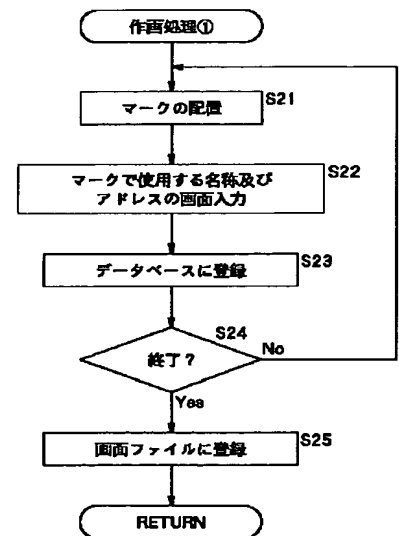 作画処理①
マークの配置
S21
マークで使用する名称及び
アドレスの画面入力
S22
データベースに登録
S23
S24
終了?
No
Yes
画面ファイルに登録
S25
RETURN